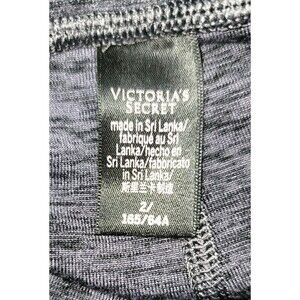 VICTORIA'S
SECRET
made in Sri Lanka/
fabriqué au Sri
Lanka/hecho en
Sri Lanka/fabbricato
in Sri Lanka/
斯里兰卡制造
2/
165/64A